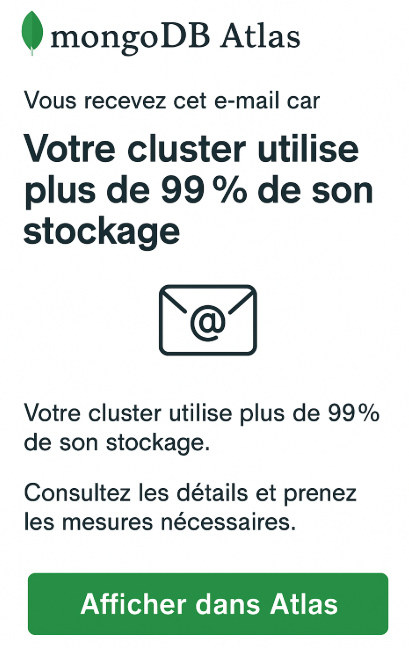 mongoDB Atlas
Vous recevez cet e-mail car
Votre cluster utilise
plus de 99 % de son
stockage
@
Votre cluster utilise plus de 99 %
de son stockage.
Consultez les détails et prenez
les mesures nécessaires.
Afficher dans Atlas